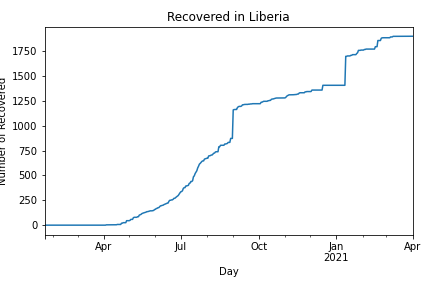 Recovered in Liberia
Number of Recovered
1750
1500
1250
1000
750
500
250
0
Apr
Jul
Oct
Jan
2021
Apr
Day